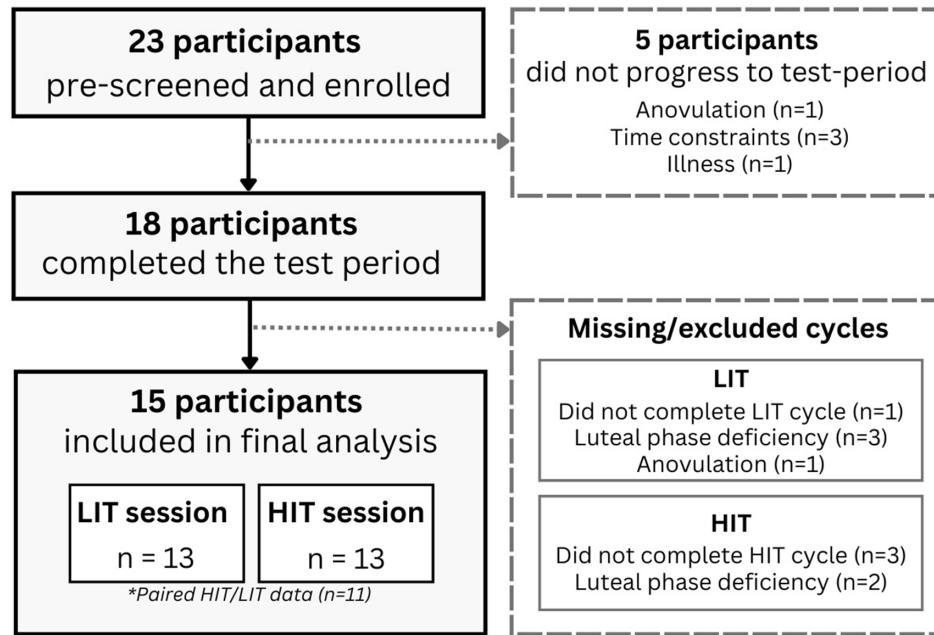 23 participants
pre-screened and enrolled
5 participants
did not progress to test-period
Anovulation (n=1)
Time constraints (n=3)
Illness (n=1)
18 participants
completed the test period
Missing/excluded cycles
LIT
Did not complete LIT cycle (n=1)
Luteal phase deficiency (n=3)
Anovulation (n=1)
HIT
Did not complete HIT cycle (n=3)
Luteal phase deficiency (n=2)
15 participants
included in final analysis
LIT session
n = 13
HIT session
n = 13
*Paired HIT/LIT data (n=11)